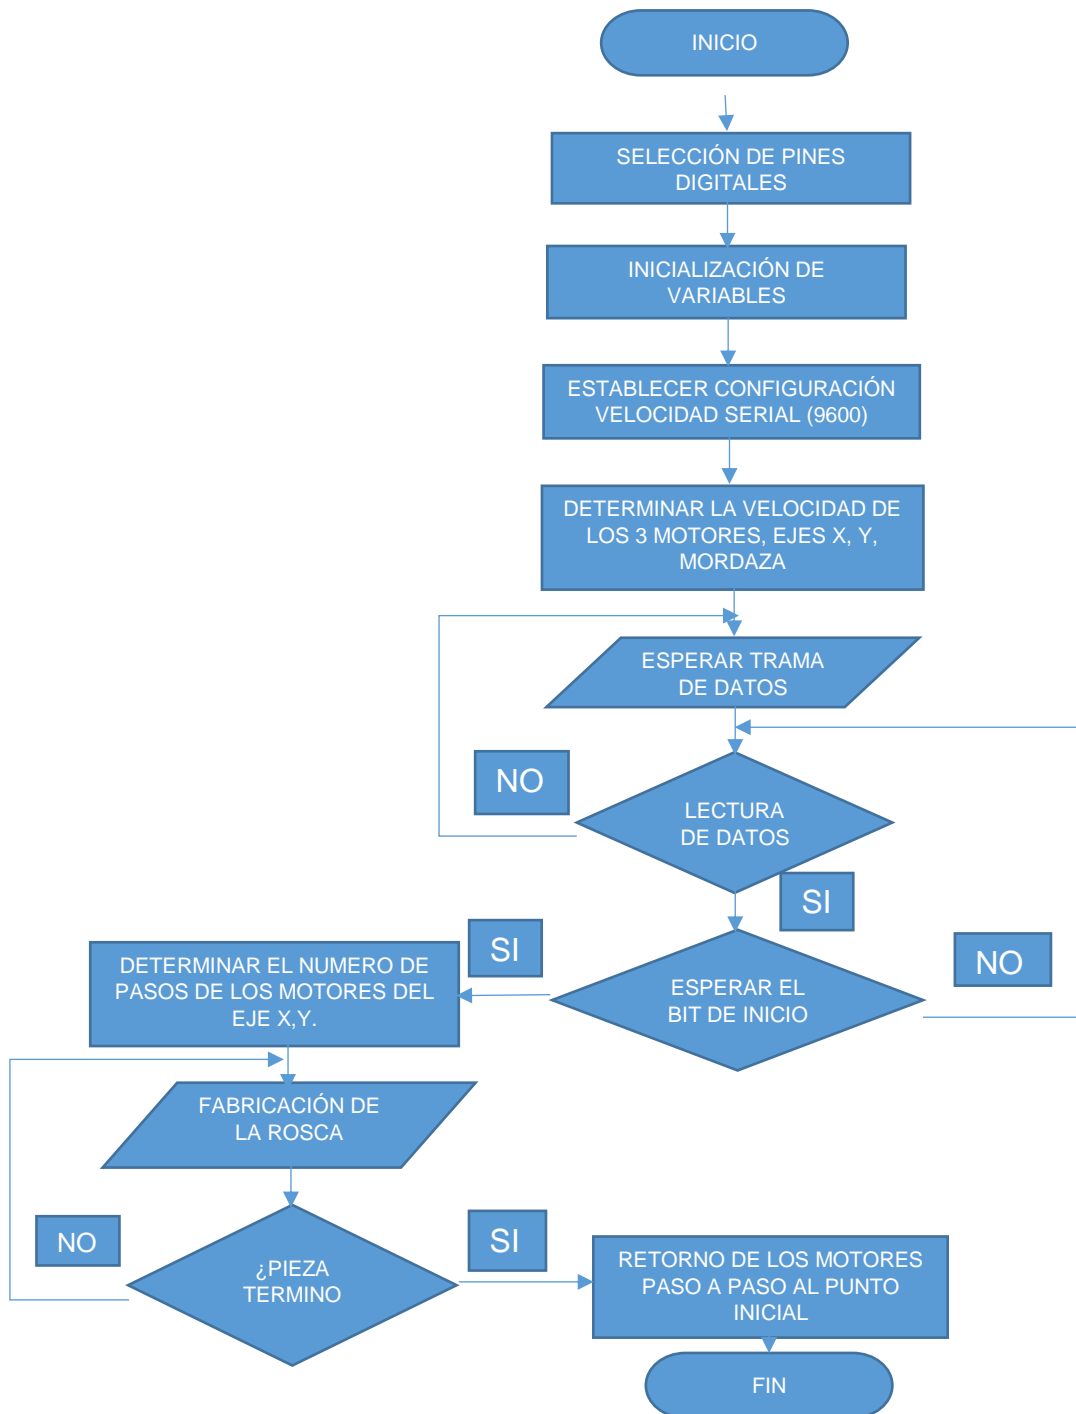 INICIO
SELECCIÓN DE PINES
DIGITALES
INICIALIZACIÓN DE
VARIABLES
ESTABLECER CONFIGURACIÓN
VELOCIDAD SERIAL (9600)
DETERMINAR LA VELOCIDAD DE
LOS 3 MOTORES, EJES X, Y,
MORDAZA
ESPERAR TRAMA
DE DATOS
NO
LECTURA
DE DATOS
SI
SI
NO
ESPERAR EL
BIT DE INICIO
DETERMINAR EL NUMERO DE
PASOS DE LOS MOTORES DEL
EJE X,Y.
FABRICACIÓN DE
LA ROSCA
NO
¿PIEZA
TERMINO
SI
RETORNO DE LOS MOTORES
PASO A PASO AL PUNTO
INICIAL
FIN